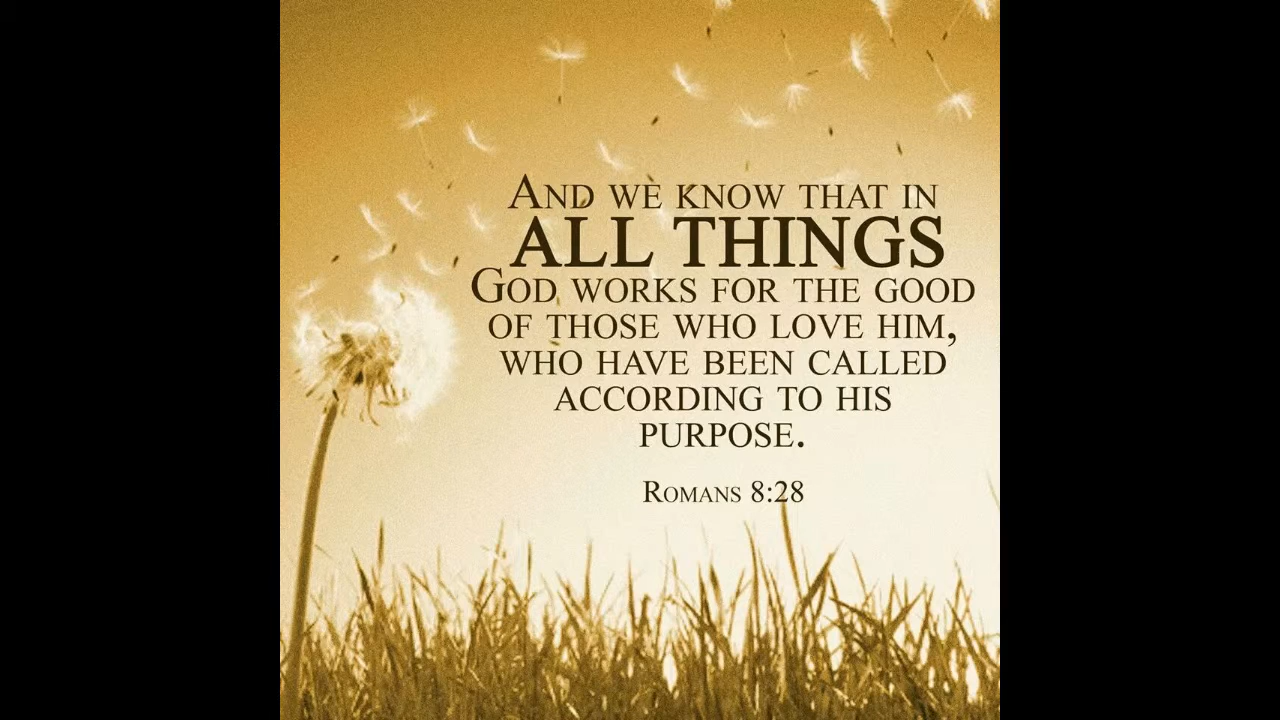 And we know that in
ALL THINGS
God works for the good
of those who love him,
who have been called
according to his
purpose.
Romans 8:28